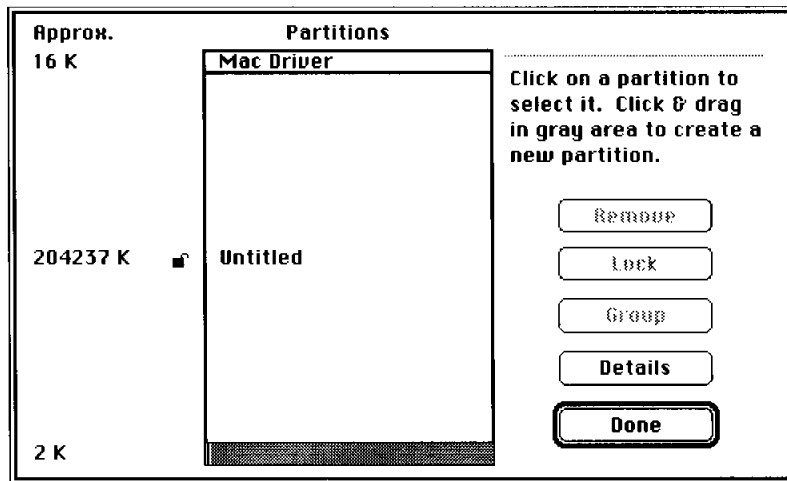 Approx. Partitions
16 K Mac Driver
Click on a partition to
select it. Click & drag
in gray area to create a
new partition.
Remove
204237 K Untitled
Lock
Group
Details
Done
2 K